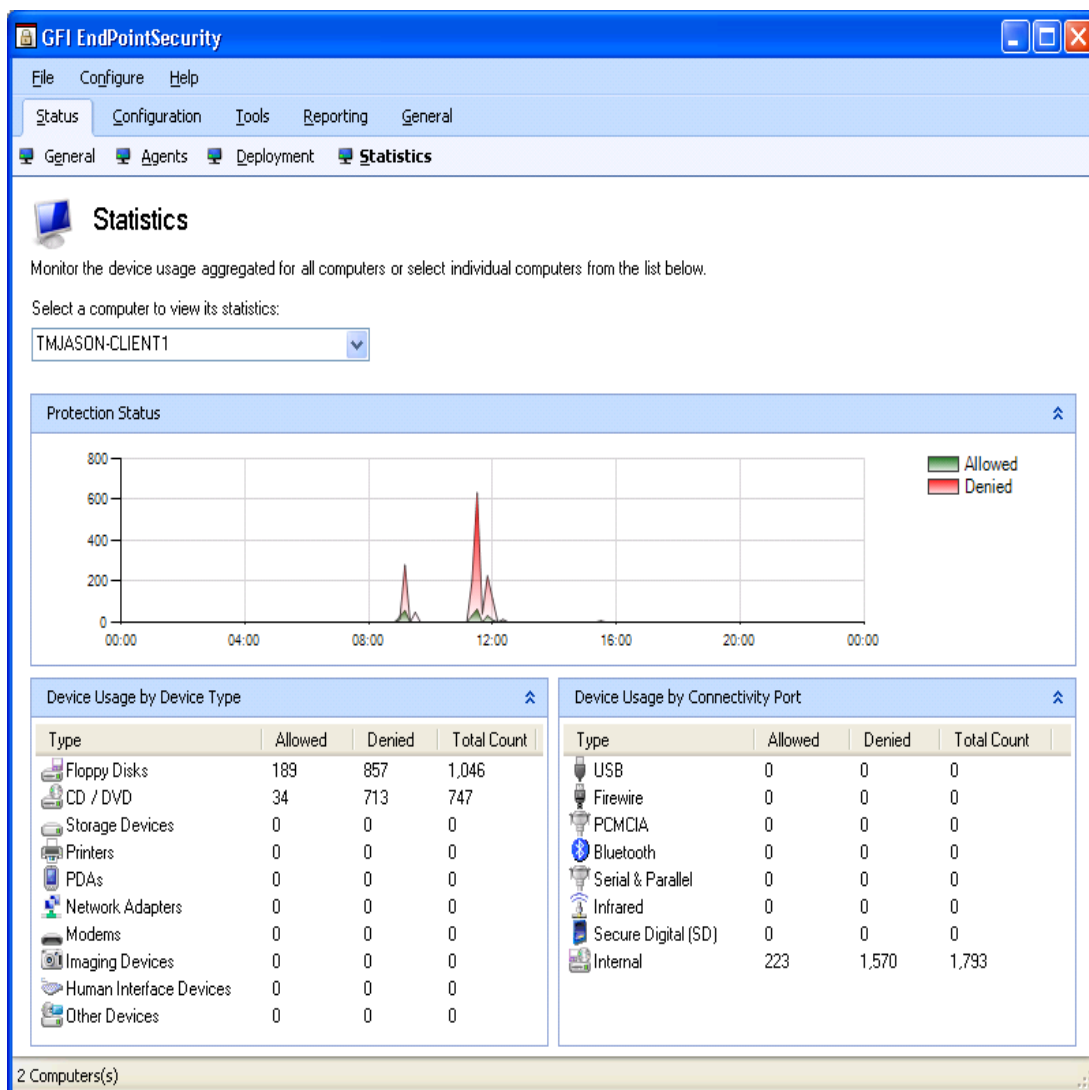 GFI EndPointSecurity
File Configure Help
Status Configuration Tools Reporting General
General Agents Deployment Statistics
Statistics
Monitor the device usage aggregated for all computers or select individual computers from the list below.
Select a computer to view its statistics:
TMJASON-CLIENT1
Protection Status
800
600
400
200
0
00:00 04:00 08:00 12:00 16:00 20:00 00:00
Allowed
Denied
Device Usage by Device Type
Type Allowed Denied Total Count
Floppy Disks 189 857 1,046
CD / DVD 34 713 747
Storage Devices 0 0 0
Printers 0 0 0
PDAs 0 0 0
Network Adapters 0 0 0
Modems 0 0 0
Imaging Devices 0 0 0
Human Interface Devices 0 0 0
Other Devices 0 0 0
Device Usage by Connectivity Port
Type Allowed Denied Total Count
USB 0 0 0
Firewire 0 0 0
PCMCIA 0 0 0
Bluetooth 0 0 0
Serial & Parallel 0 0 0
Infrared 0 0 0
Secure Digital (SD) 0 0 0
Internal 223 1,570 1,793
2 Computers(s)